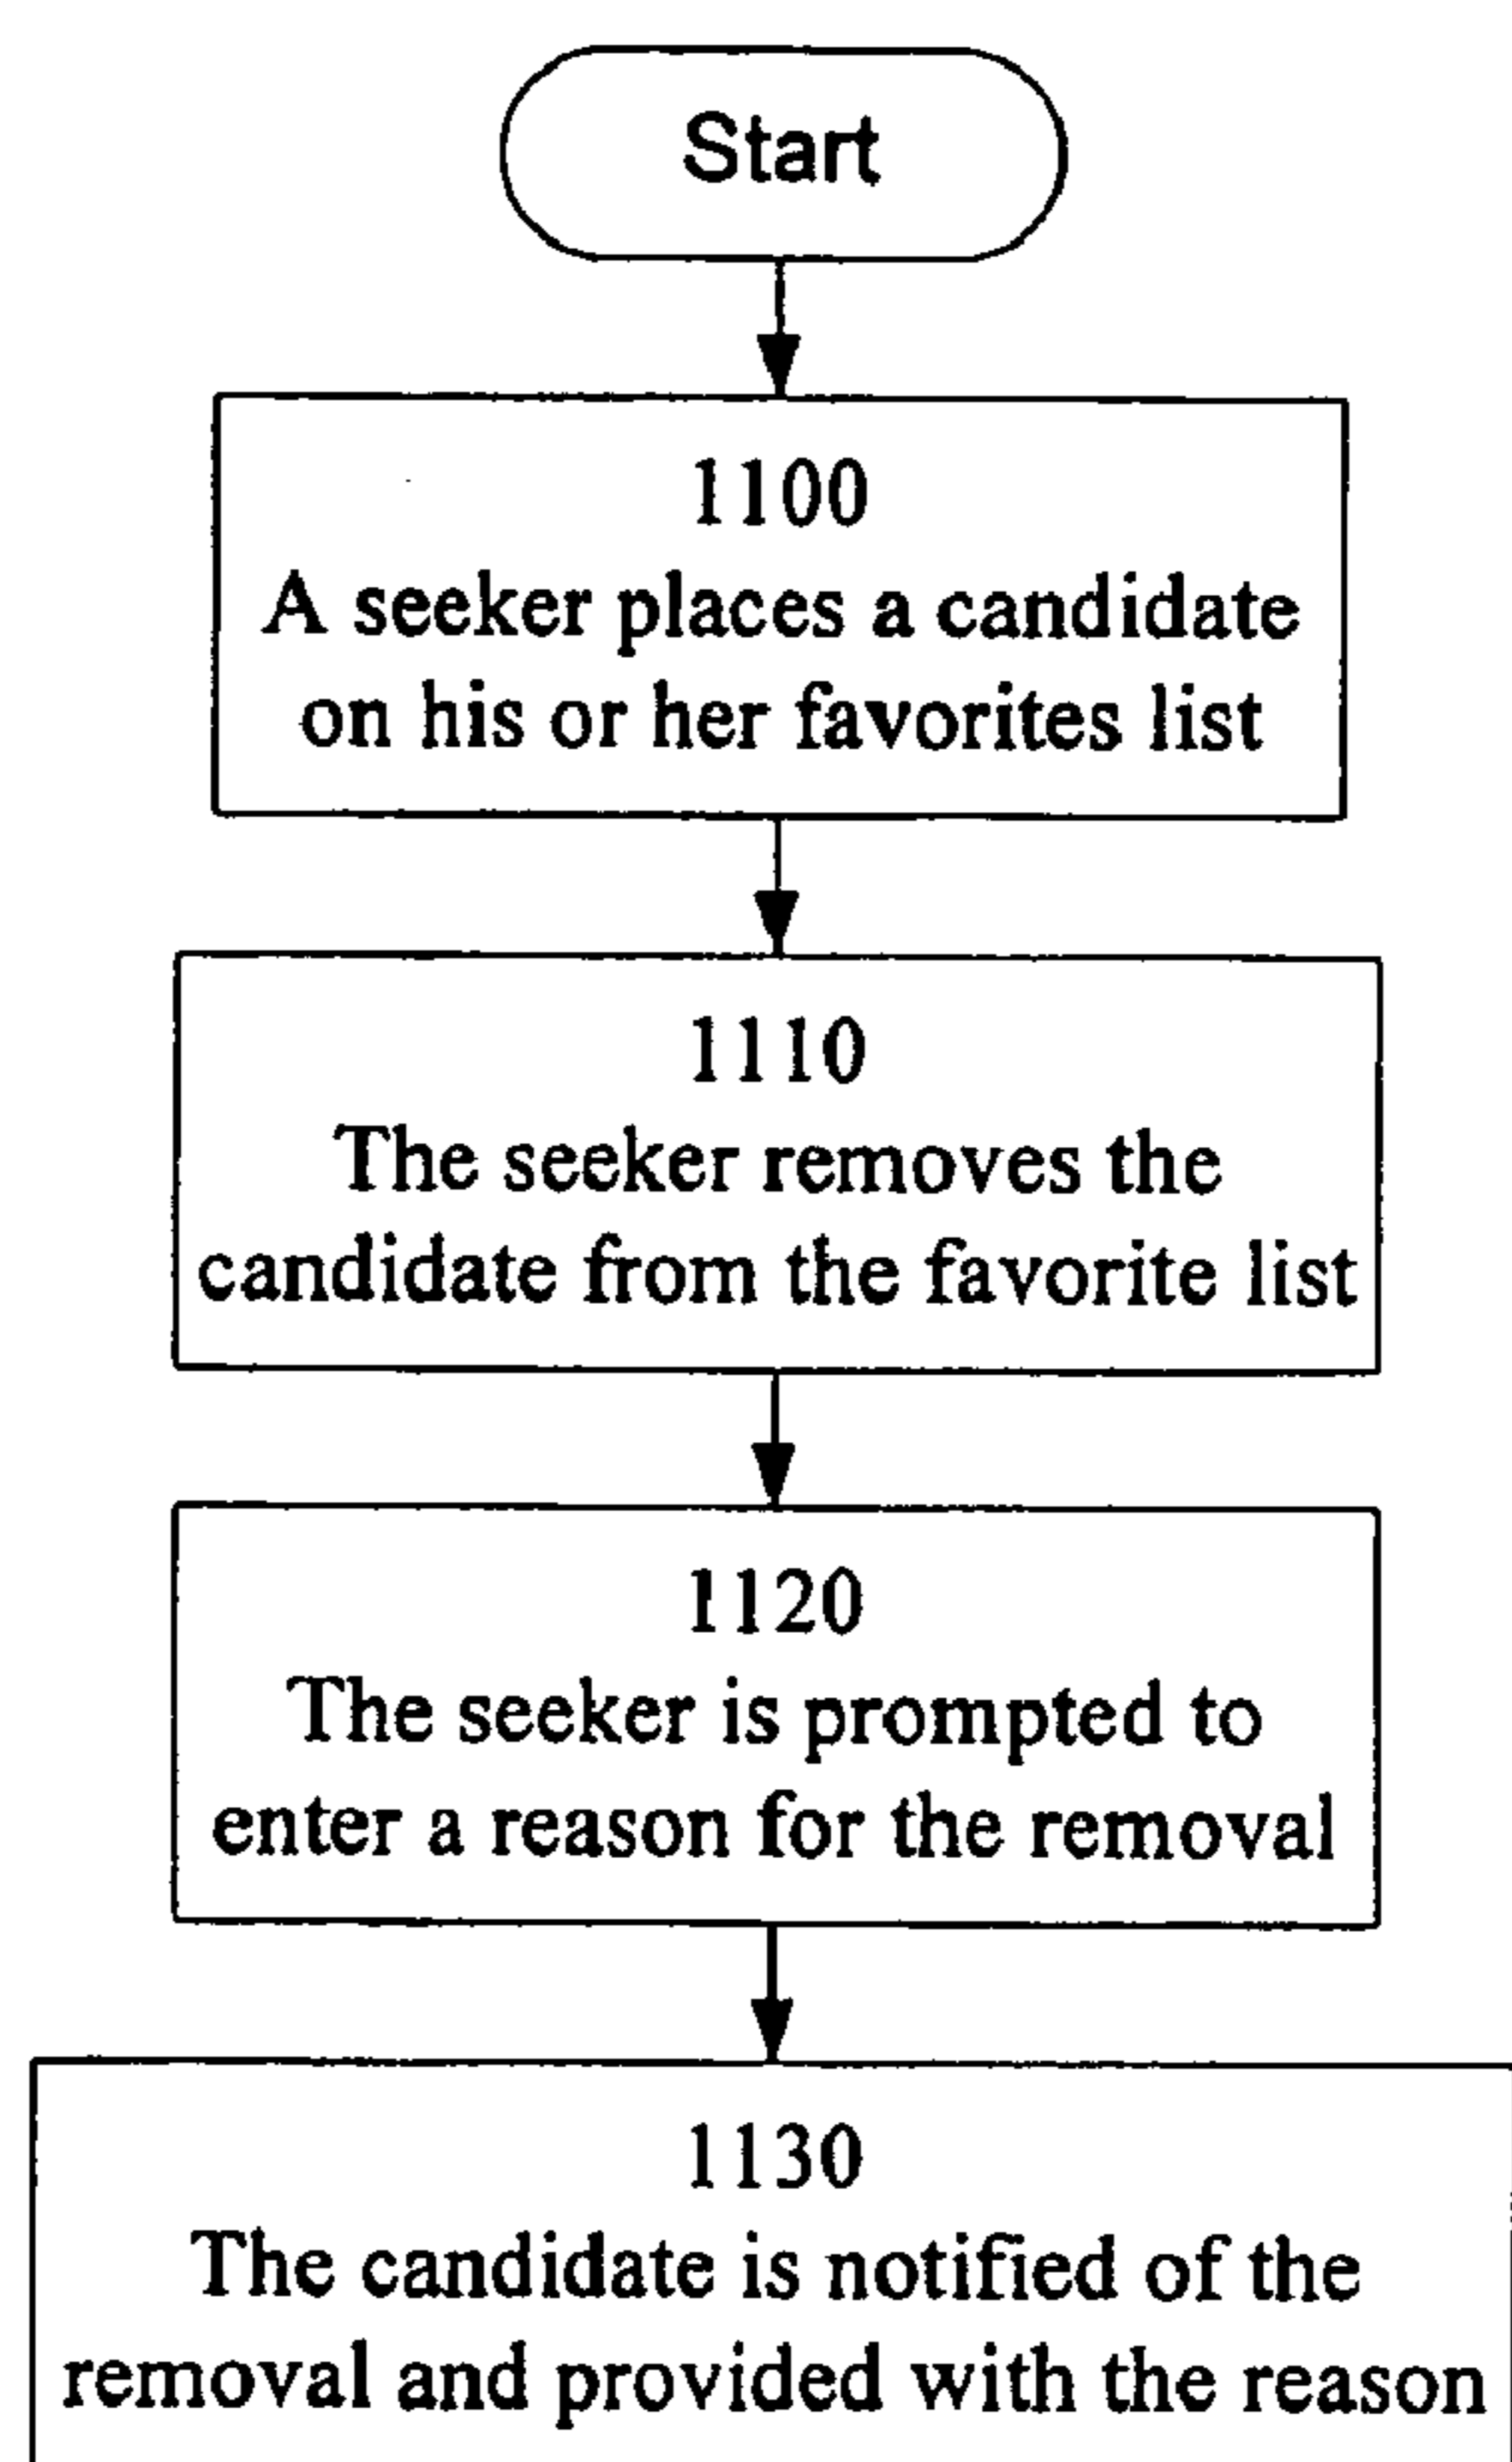 Start
1100
A seeker places a candidate
on his or her favorites list
1110
The seeker removes the
candidate from the favorite list
1120
The seeker is prompted to
enter a reason for the removal
1130
The candidate is notified of the
removal and provided with the reason